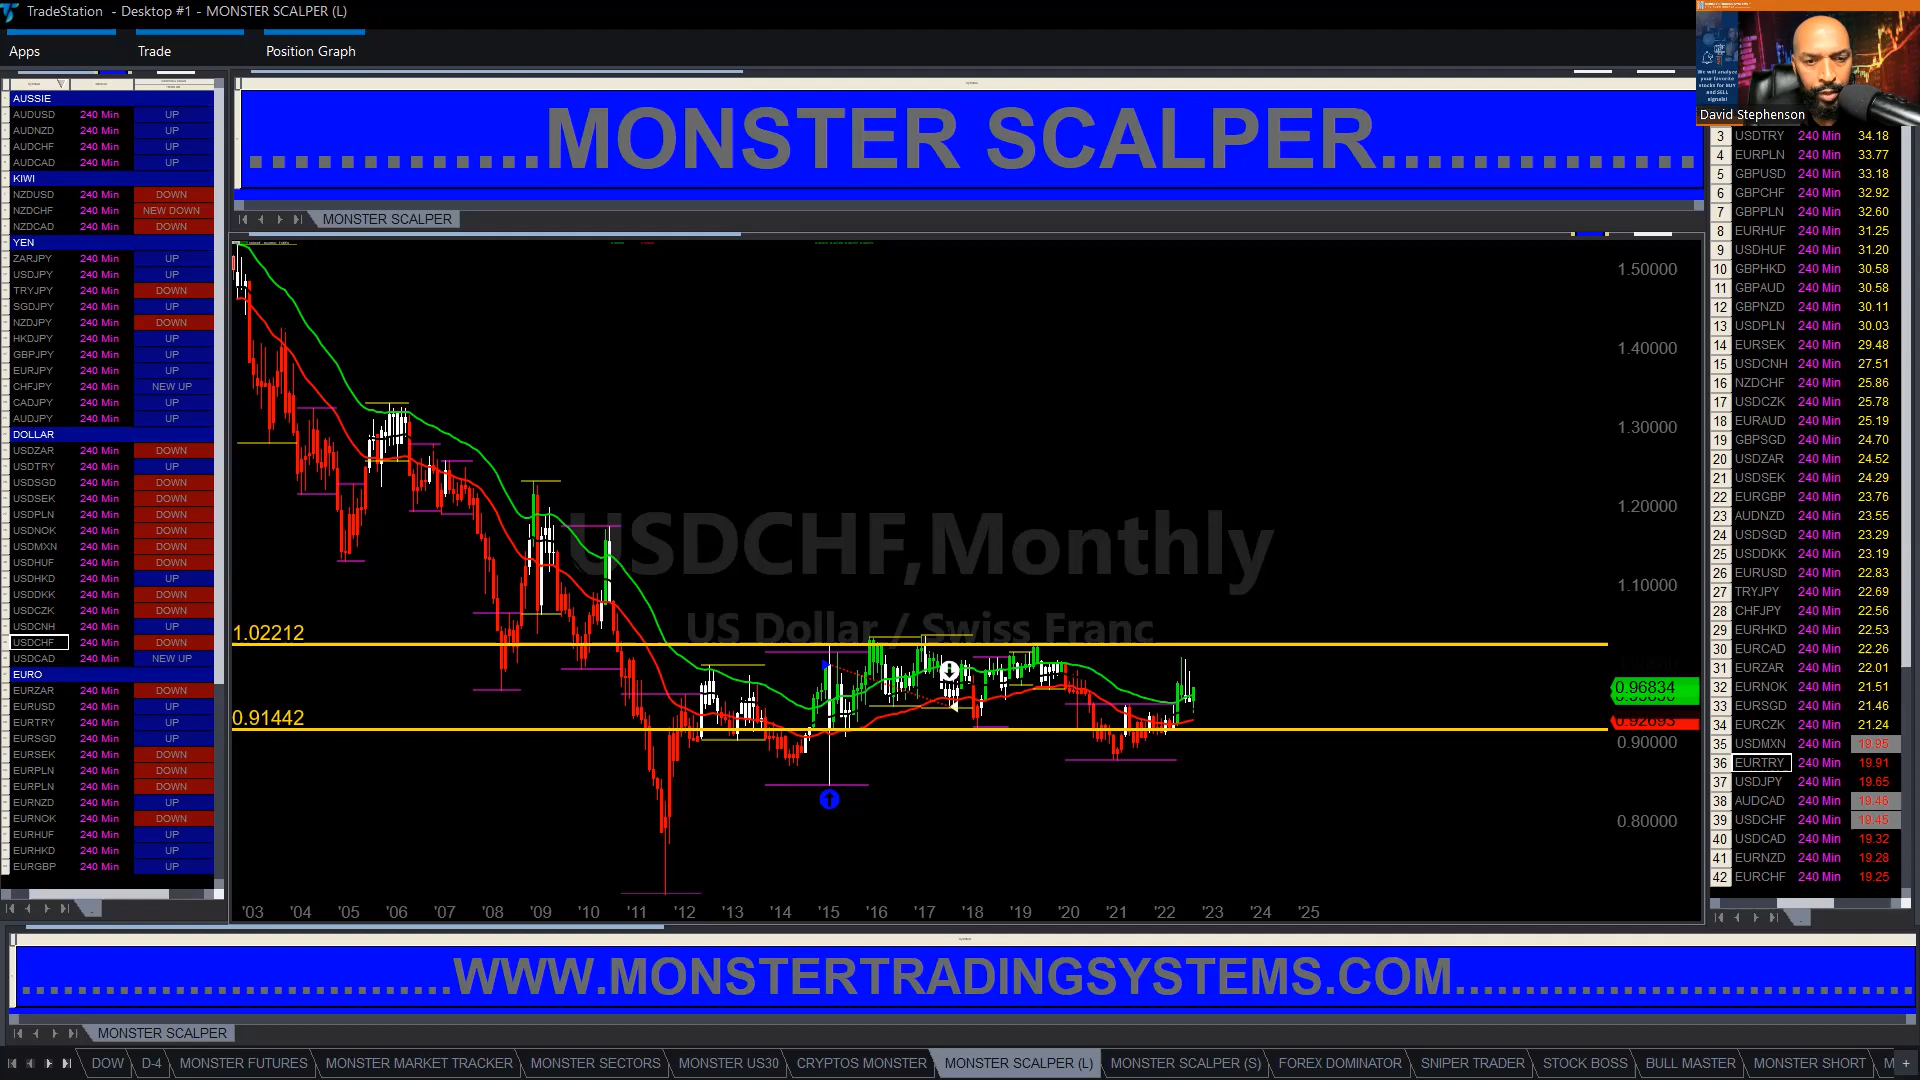 TradeStation - Desktop #1 - MONSTER SCALPER (L)
Apps Trade Position Graph
AUSSIE
AUDUSD 240 Min UP
AUDNZD 240 Min UP
AUDCHF 240 Min UP
AUDCAD 240 Min UP
KIWI
NZDUSD 240 Min DOWN
NZDCHF 240 Min NEW DOWN
NZDCAD 240 Min DOWN
YEN
ZARJPY 240 Min UP
USDJPY 240 Min UP
TRYJPY 240 Min DOWN
SGDJPY 240 Min UP
NZDJPY 240 Min DOWN
HKDJPY 240 Min UP
GBPJPY 240 Min UP
EURJPY 240 Min UP
CHFJPY 240 Min NEW UP
CADJPY 240 Min UP
AUDJPY 240 Min UP
DOLLAR
USDZAR 240 Min DOWN
USDTRY 240 Min UP
USDSGD 240 Min DOWN
USDSEK 240 Min DOWN
USDPLN 240 Min DOWN
USDNOK 240 Min DOWN
USDMXN 240 Min DOWN
USDHUF 240 Min DOWN
USDHKD 240 Min UP
USDDKK 240 Min DOWN
USDCZK 240 Min DOWN
USDCNH 240 Min UP
USDCHF 240 Min DOWN
USDCAD 240 Min NEW UP
EURO
EURZAR 240 Min DOWN
EURUSD 240 Min UP
EURTRY 240 Min UP
EURSGD 240 Min UP
EURSEK 240 Min DOWN
EURPLN 240 Min DOWN
EURPLN 240 Min DOWN
EURNZD 240 Min UP
EURNOK 240 Min DOWN
EURHUF 240 Min UP
EURHKD 240 Min UP
EURGBP 240 Min UP
...............MONSTER SCALPER................
MONSTER SCALPER
USDCHF,Monthly
US Dollar / Swiss Franc
1.02212
0.91442
1.50000
1.40000
1.30000
1.20000
1.10000
0.96834
0.92693
0.90000
0.80000
'03 '04 '05 '06 '07 '08 '09 '10 '11 '12 '13 '14 '15 '16 '17 '18 '19 '20 '21 '22 '23 '24 '25
We will analyze
your favorite
stocks for BUY
and SELL
signals!
David Stephenson
3 USDTRY 240 Min 34.18
4 EURPLN 240 Min 33.77
5 GBPUSD 240 Min 33.18
6 GBPCHF 240 Min 32.92
7 GBPPLN 240 Min 32.60
8 EURHUF 240 Min 31.25
9 USDHUF 240 Min 31.20
10 GBPHKD 240 Min 30.58
11 GBPAUD 240 Min 30.58
12 GBPNZD 240 Min 30.11
13 USDPLN 240 Min 30.03
14 EURSEK 240 Min 29.48
15 USDCNH 240 Min 27.51
16 NZDCHF 240 Min 25.86
17 USDCZK 240 Min 25.78
18 EURAUD 240 Min 25.19
19 GBPSGD 240 Min 24.70
20 USDZAR 240 Min 24.52
21 USDSEK 240 Min 24.29
22 EURGBP 240 Min 23.76
23 AUDNZD 240 Min 23.55
24 USDSGD 240 Min 23.29
25 USDDKK 240 Min 23.19
26 EURUSD 240 Min 22.83
27 TRYJPY 240 Min 22.69
28 CHFJPY 240 Min 22.56
29 EURHKD 240 Min 22.53
30 EURCAD 240 Min 22.26
31 EURZAR 240 Min 22.01
32 EURNOK 240 Min 21.51
33 EURSGD 240 Min 21.46
34 EURCZK 240 Min 21.24
35 USDMXN 240 Min 19.95
36 EURTRY 240 Min 19.91
37 USDJPY 240 Min 19.65
38 AUDCAD 240 Min 19.46
39 USDCHF 240 Min 19.45
40 USDCAD 240 Min 19.32
41 EURNZD 240 Min 19.28
42 EURCHF 240 Min 19.25
..............................WWW.MONSTERTRADINGSYSTEMS.COM................................
MONSTER SCALPER
DOW D-4 MONSTER FUTURES MONSTER MARKET TRACKER MONSTER SECTORS MONSTER US30 CRYPTOS MONSTER MONSTER SCALPER (L) MONSTER SCALPER (S) FOREX DOMINATOR SNIPER TRADER STOCK BOSS BULL MASTER MONSTER SHORT M +